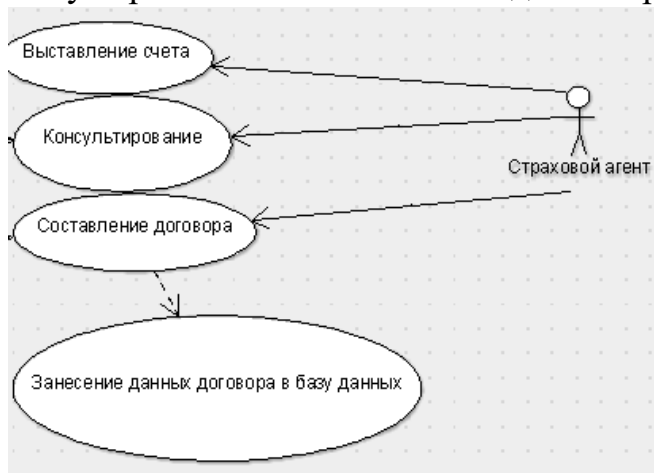 Выставление счета
Консультирование
Страховой агент
Составление договора
Занесение данных договора в базу данных